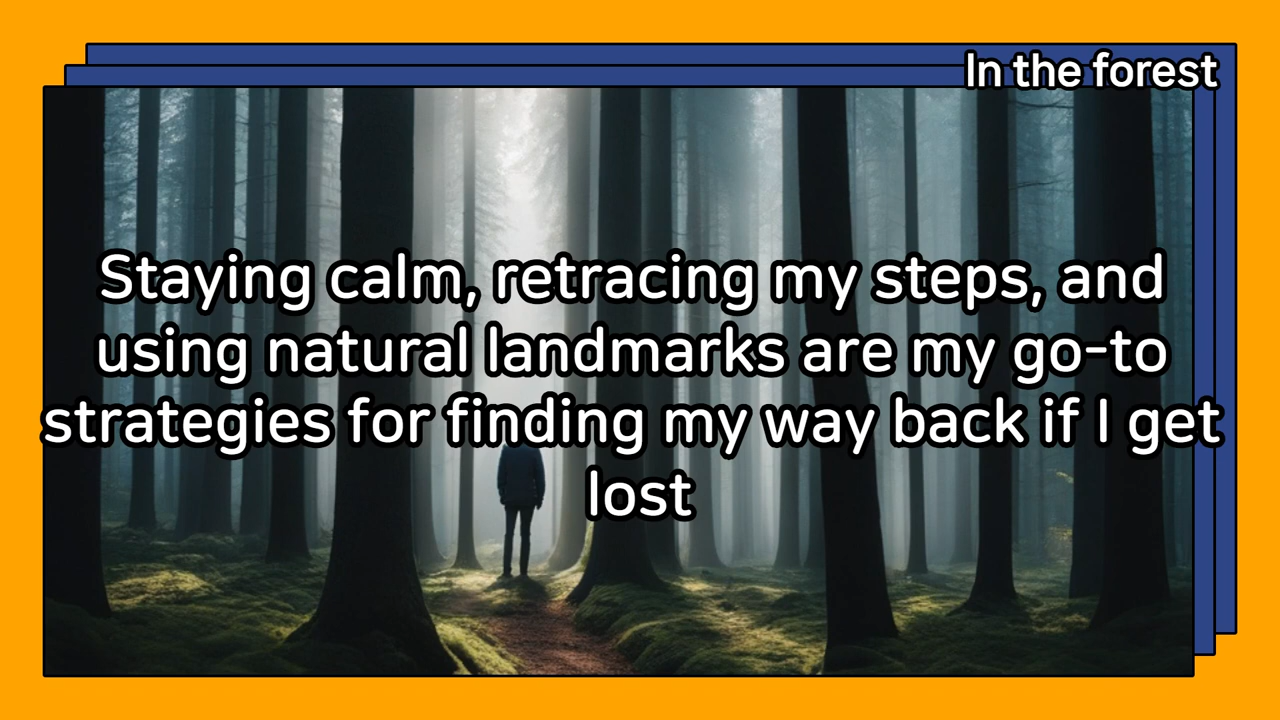 In the forest
Staying calm, retracing my steps, and
using natural landmarks are my go-to
strategies for finding my way back if I get
lost